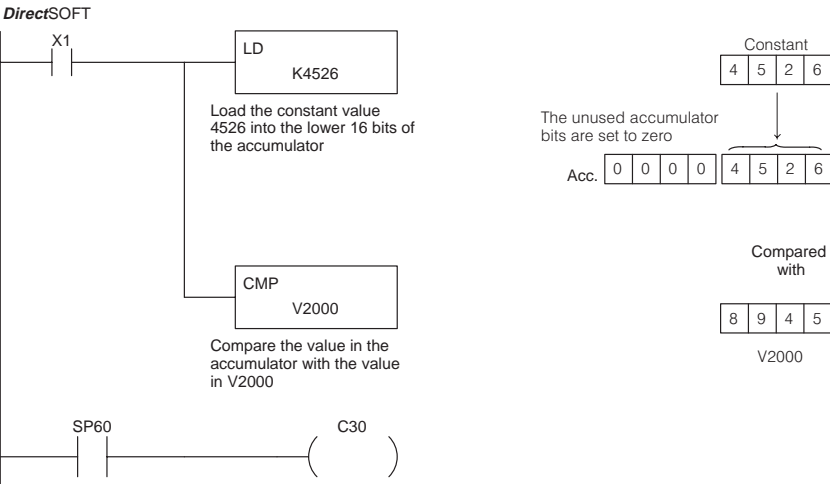 DirectSOFT
X1
LD
K4526
Load the constant value
4526 into the lower 16 bits of
the accumulator
Constant
4 5 2 6
The unused accumulator
bits are set to zero
Acc. 0 0 0 0 4 5 2 6
CMP
V2000
Compare the value in the
accumulator with the value
in V2000
Compared
with
8 9 4 5
V2000
SP60
C30